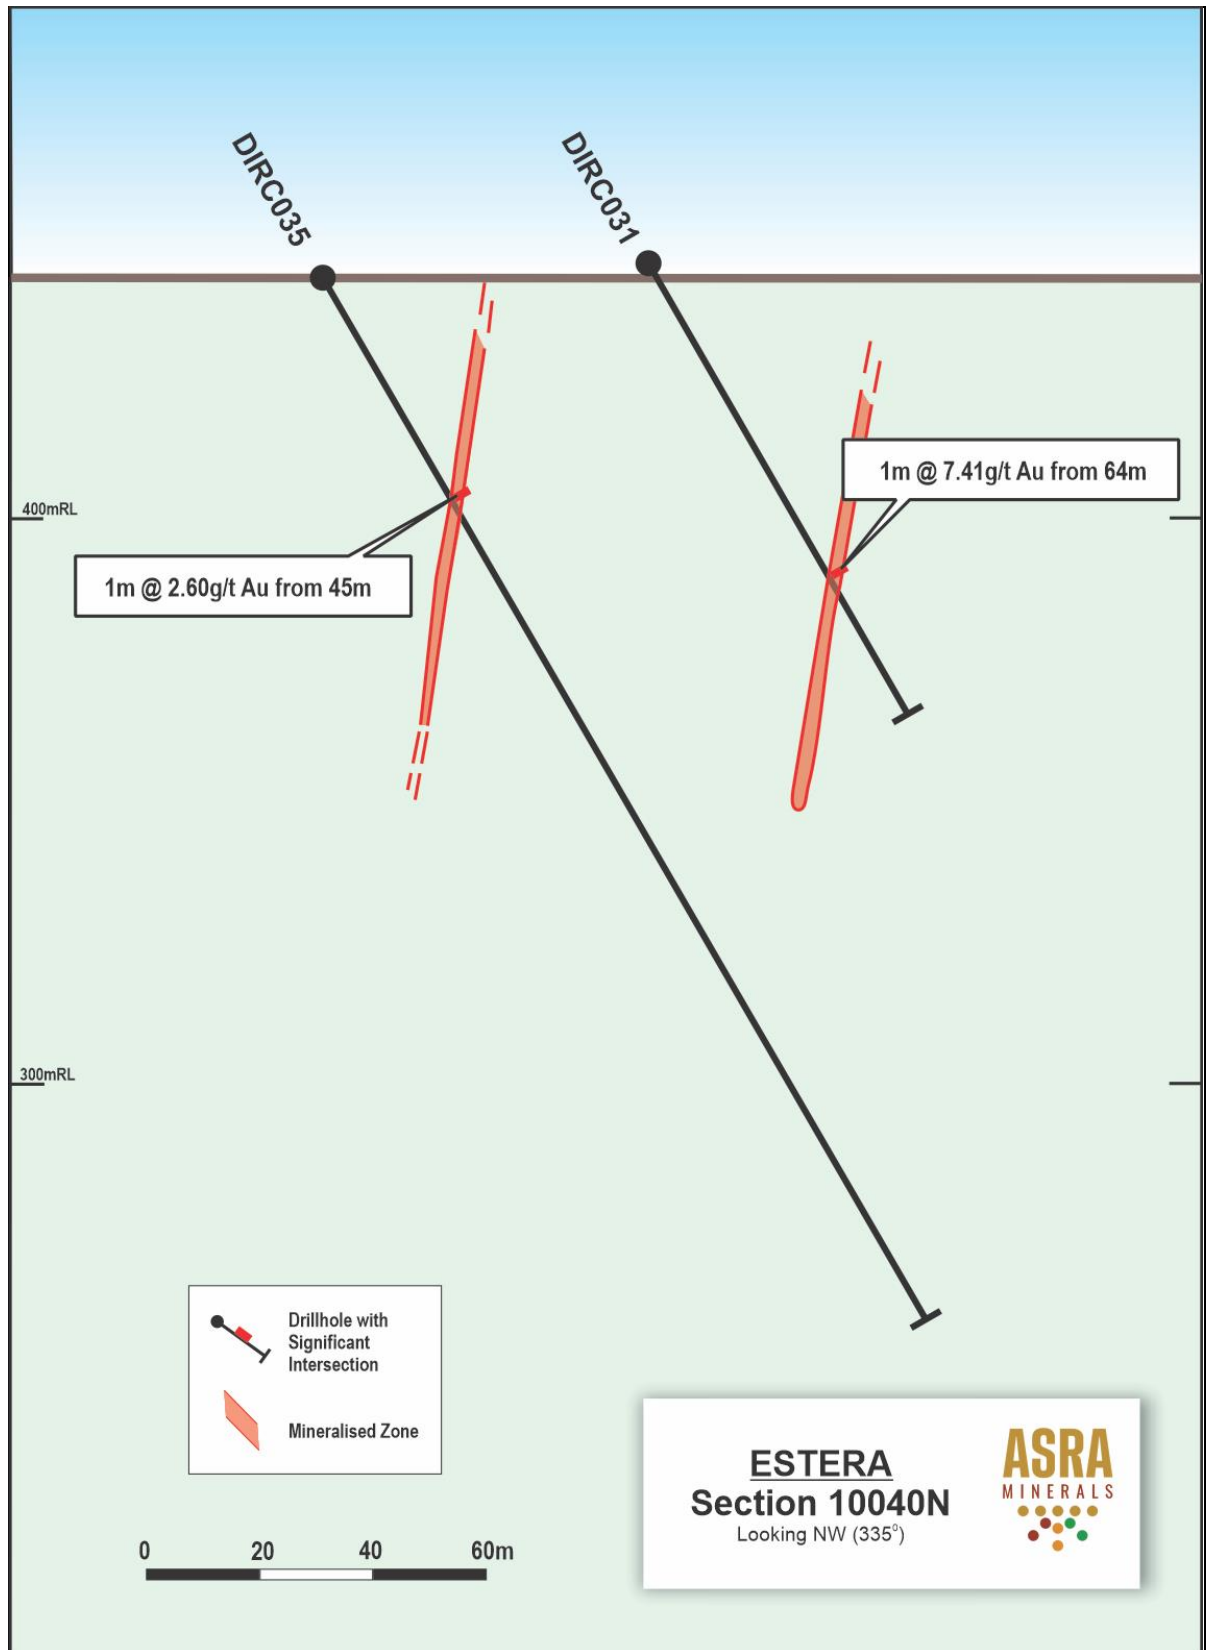 DIRC035
DIRC031
1m @ 7.41g/t Au from 64m
400mRL
1m @ 2.60g/t Au from 45m
300mRL
Drillhole with
Significant
Intersection
Mineralised Zone
0 20 40 60m
ESTERA
Section 10040N
Looking NW (335⁰)
ASRA
MINERALS